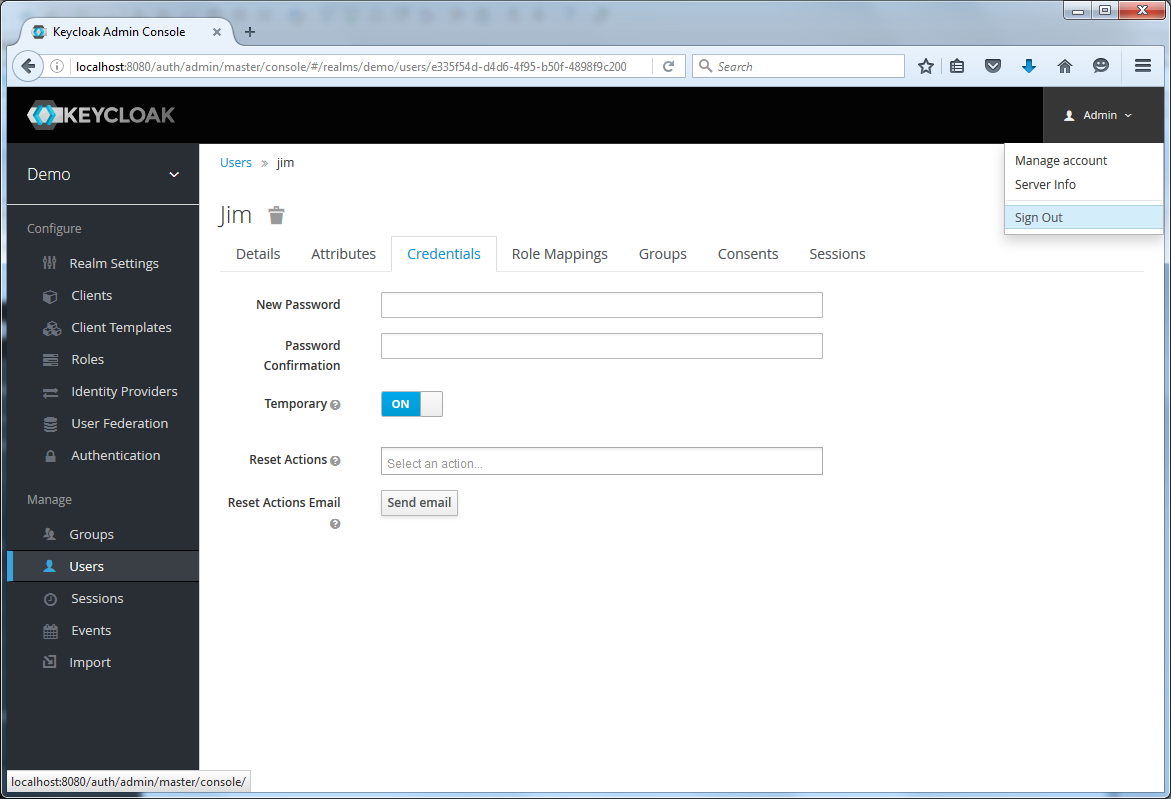 Keycloak Admin Console
localhost:8080/auth/admin/master/console/#/realms/demo/users/e335f54d-d4d6-4f95-b50f-4898f9c200
Search
KEYCLOAK
Admin
Manage account
Server Info
Sign Out
Demo
Configure
Realm Settings
Clients
Client Templates
Roles
Identity Providers
User Federation
Authentication
Manage
Groups
Users
Sessions
Events
Import
Users » jim
Jim
Details Attributes Credentials Role Mappings Groups Consents Sessions
New Password
Password
Confirmation
Temporary
ON
Reset Actions
Select an action...
Reset Actions Email
Send email
localhost:8080/auth/admin/master/console/